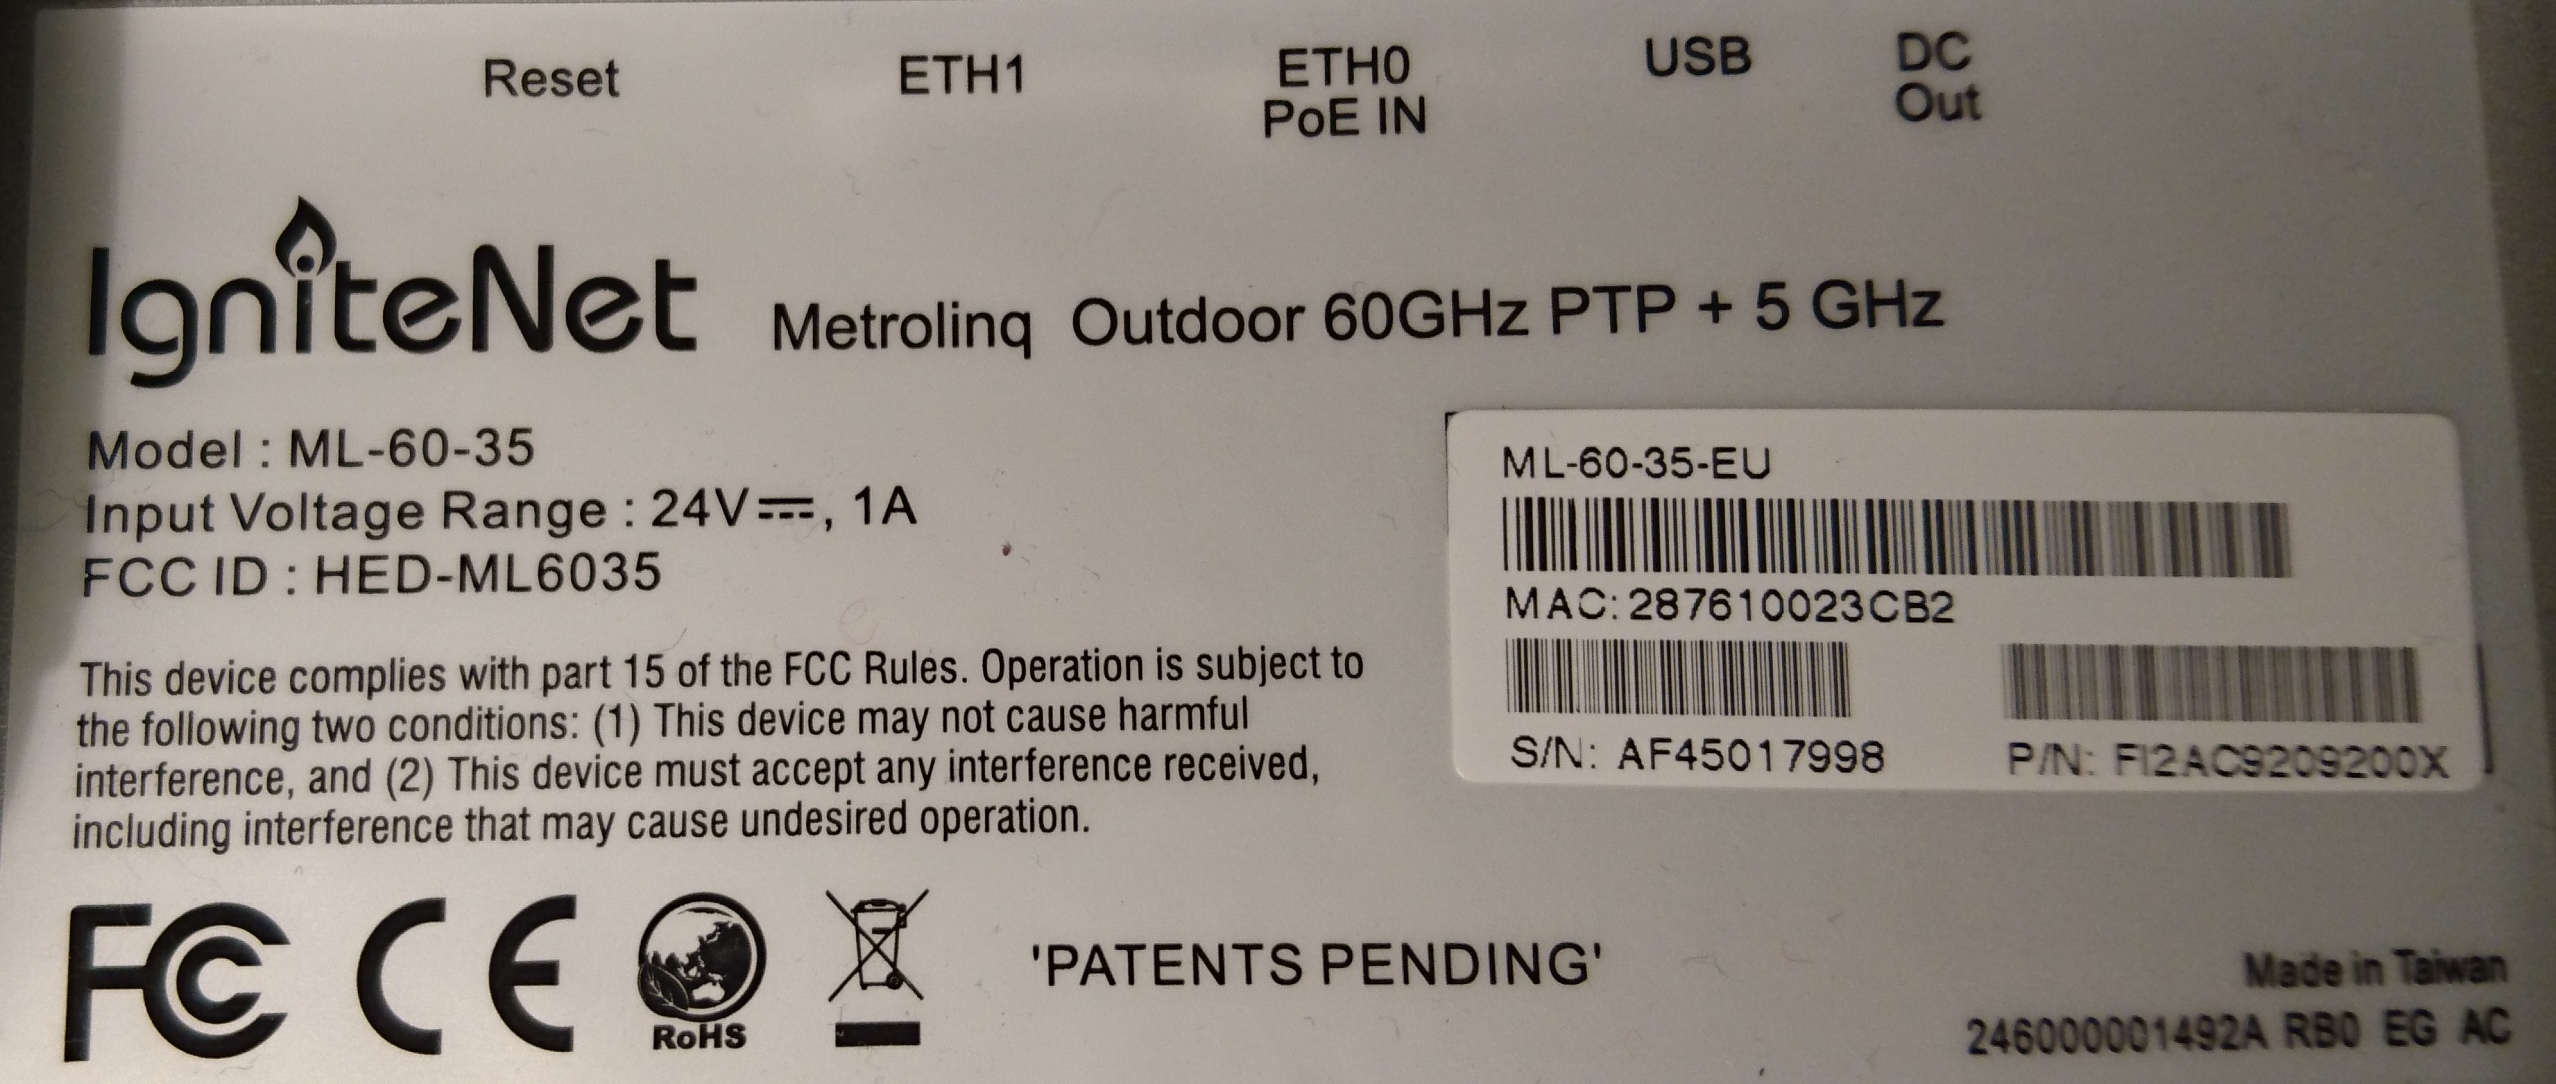 Reset ETH1 ETH0 USB DC
PoE IN Out
IgniteNet Metrolinq Outdoor 60GHz PTP + 5 GHz
Model : ML-60-35
Input Voltage Range : 24V⎓, 1A
FCC ID : HED-ML6035
ML-60-35-EU
MAC: 287610023CB2
S/N: AF45017998 P/N: FI2AC9209200X
This device complies with part 15 of the FCC Rules. Operation is subject to
the following two conditions: (1) This device may not cause harmful
interference, and (2) This device must accept any interference received,
including interference that may cause undesired operation.
FCC CE RoHS 'PATENTS PENDING'
Made in Taiwan
246000001492A RB0 EG AC